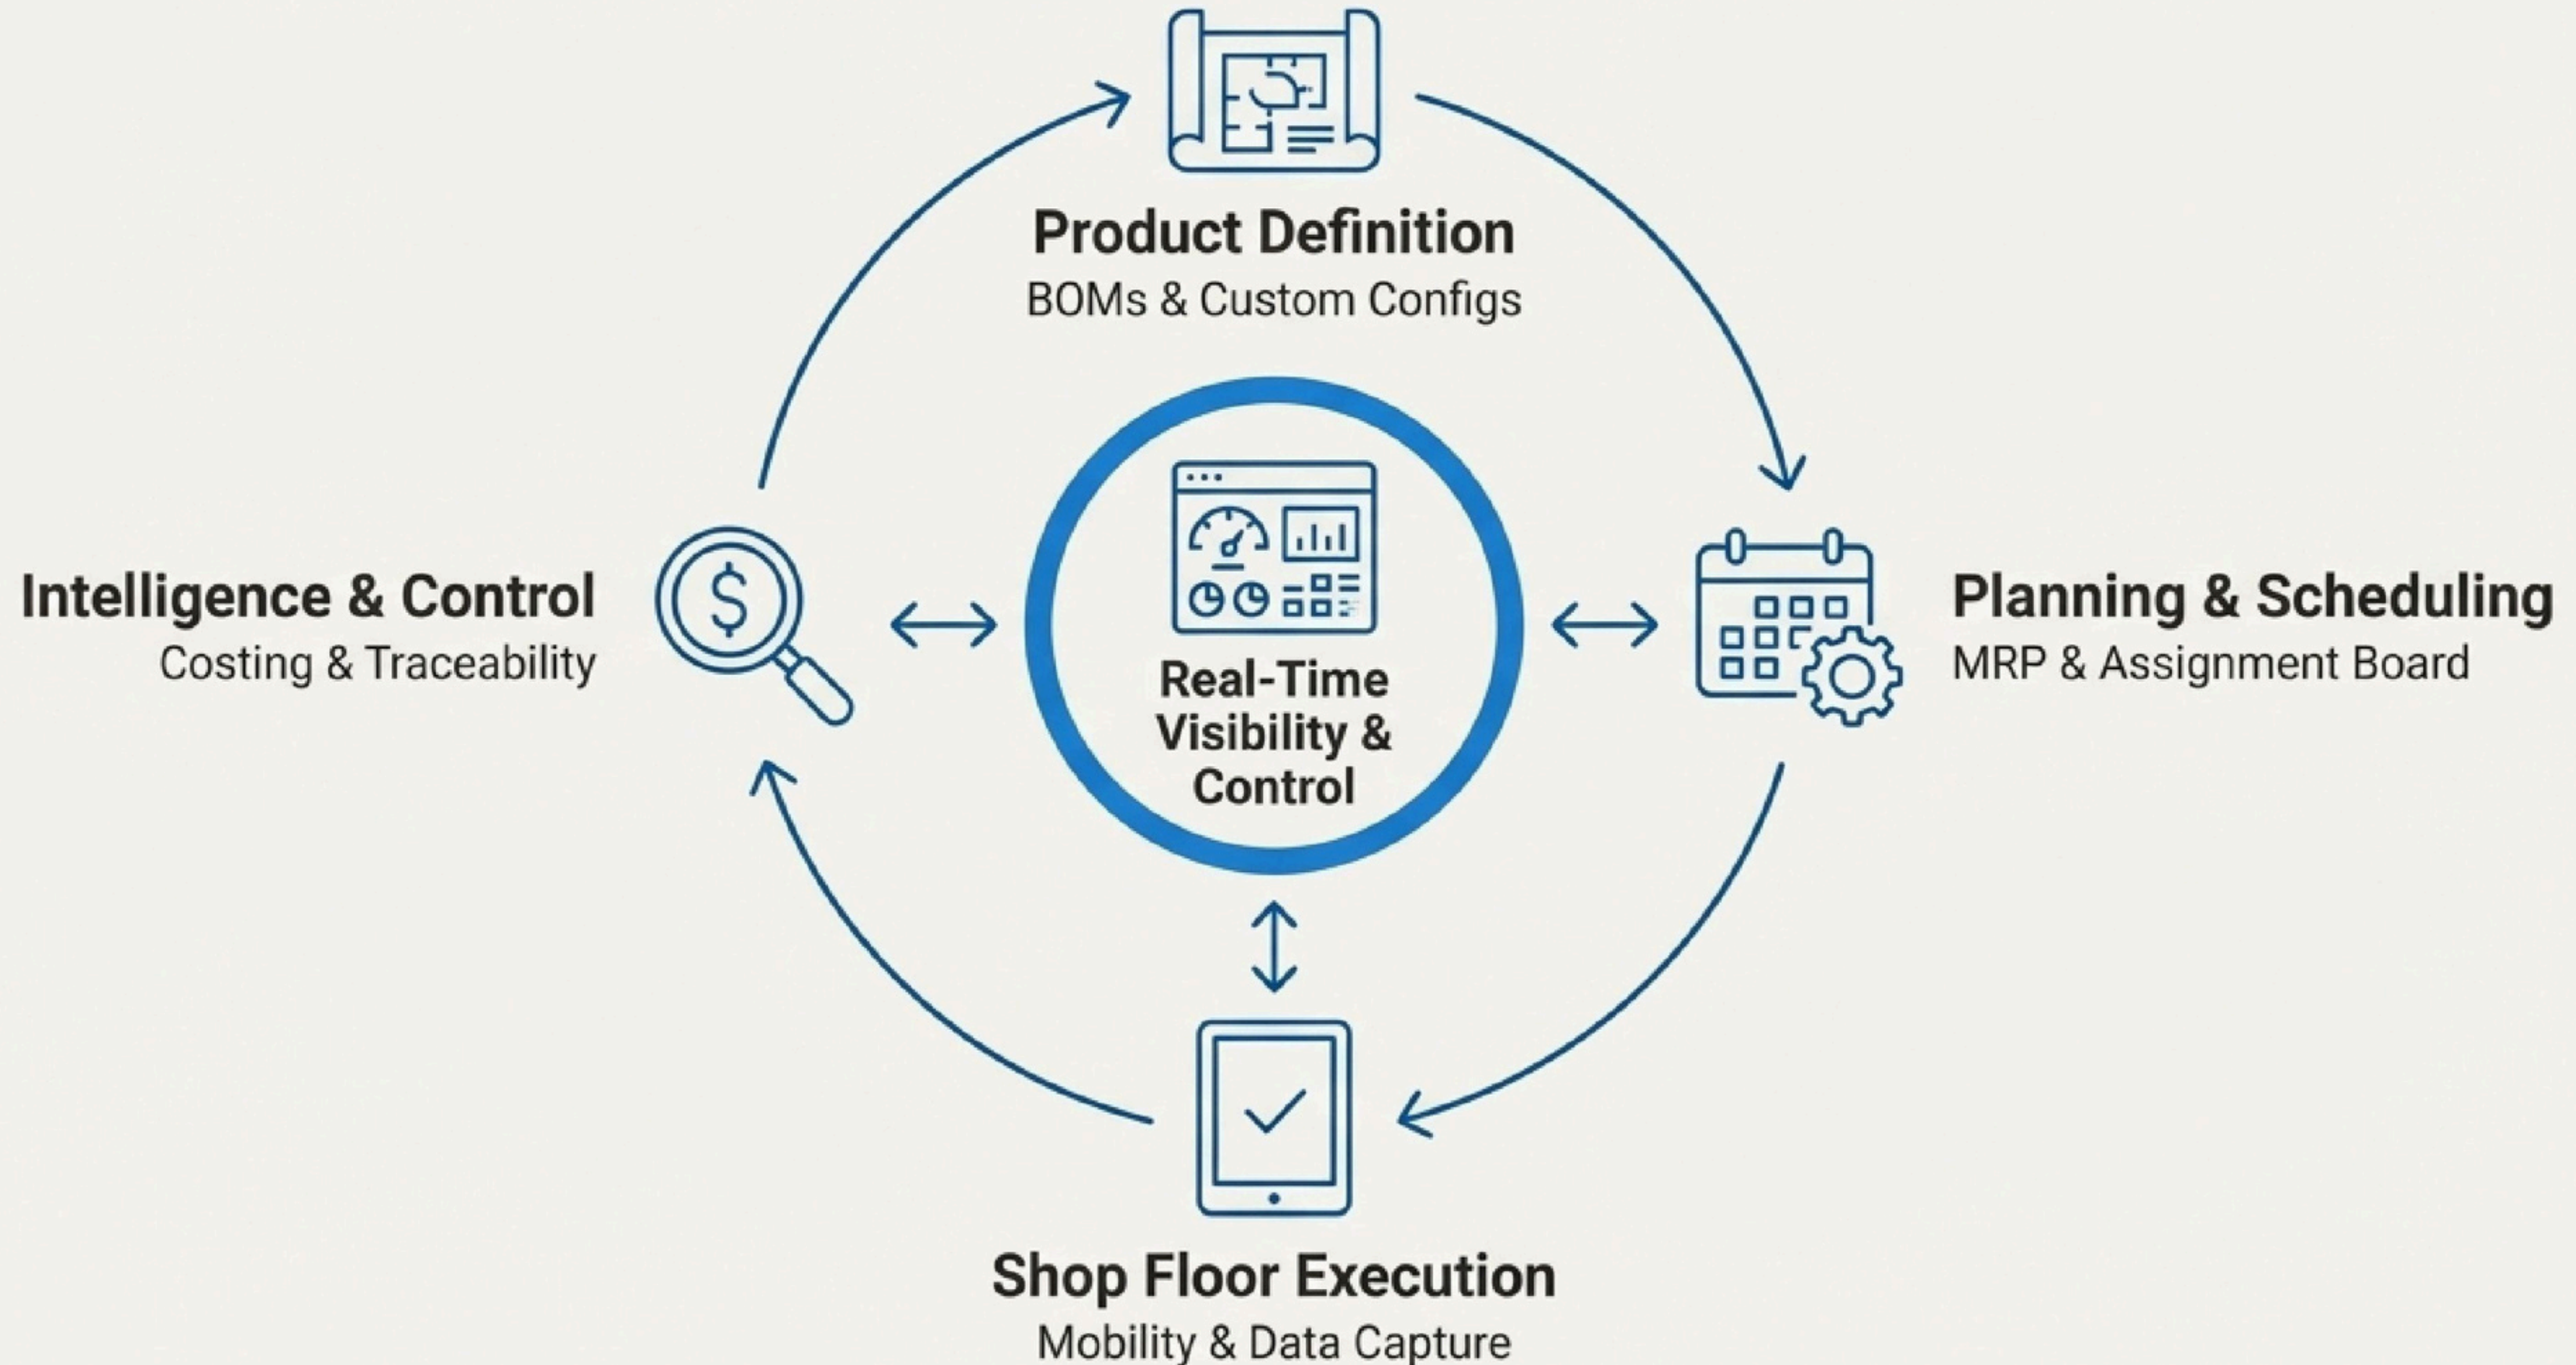 Product Definition
BOMs & Custom Configs
Intelligence & Control
Costing & Traceability
Real-Time
Visibility &
Control
Planning & Scheduling
MRP & Assignment Board
Shop Floor Execution
Mobility & Data Capture